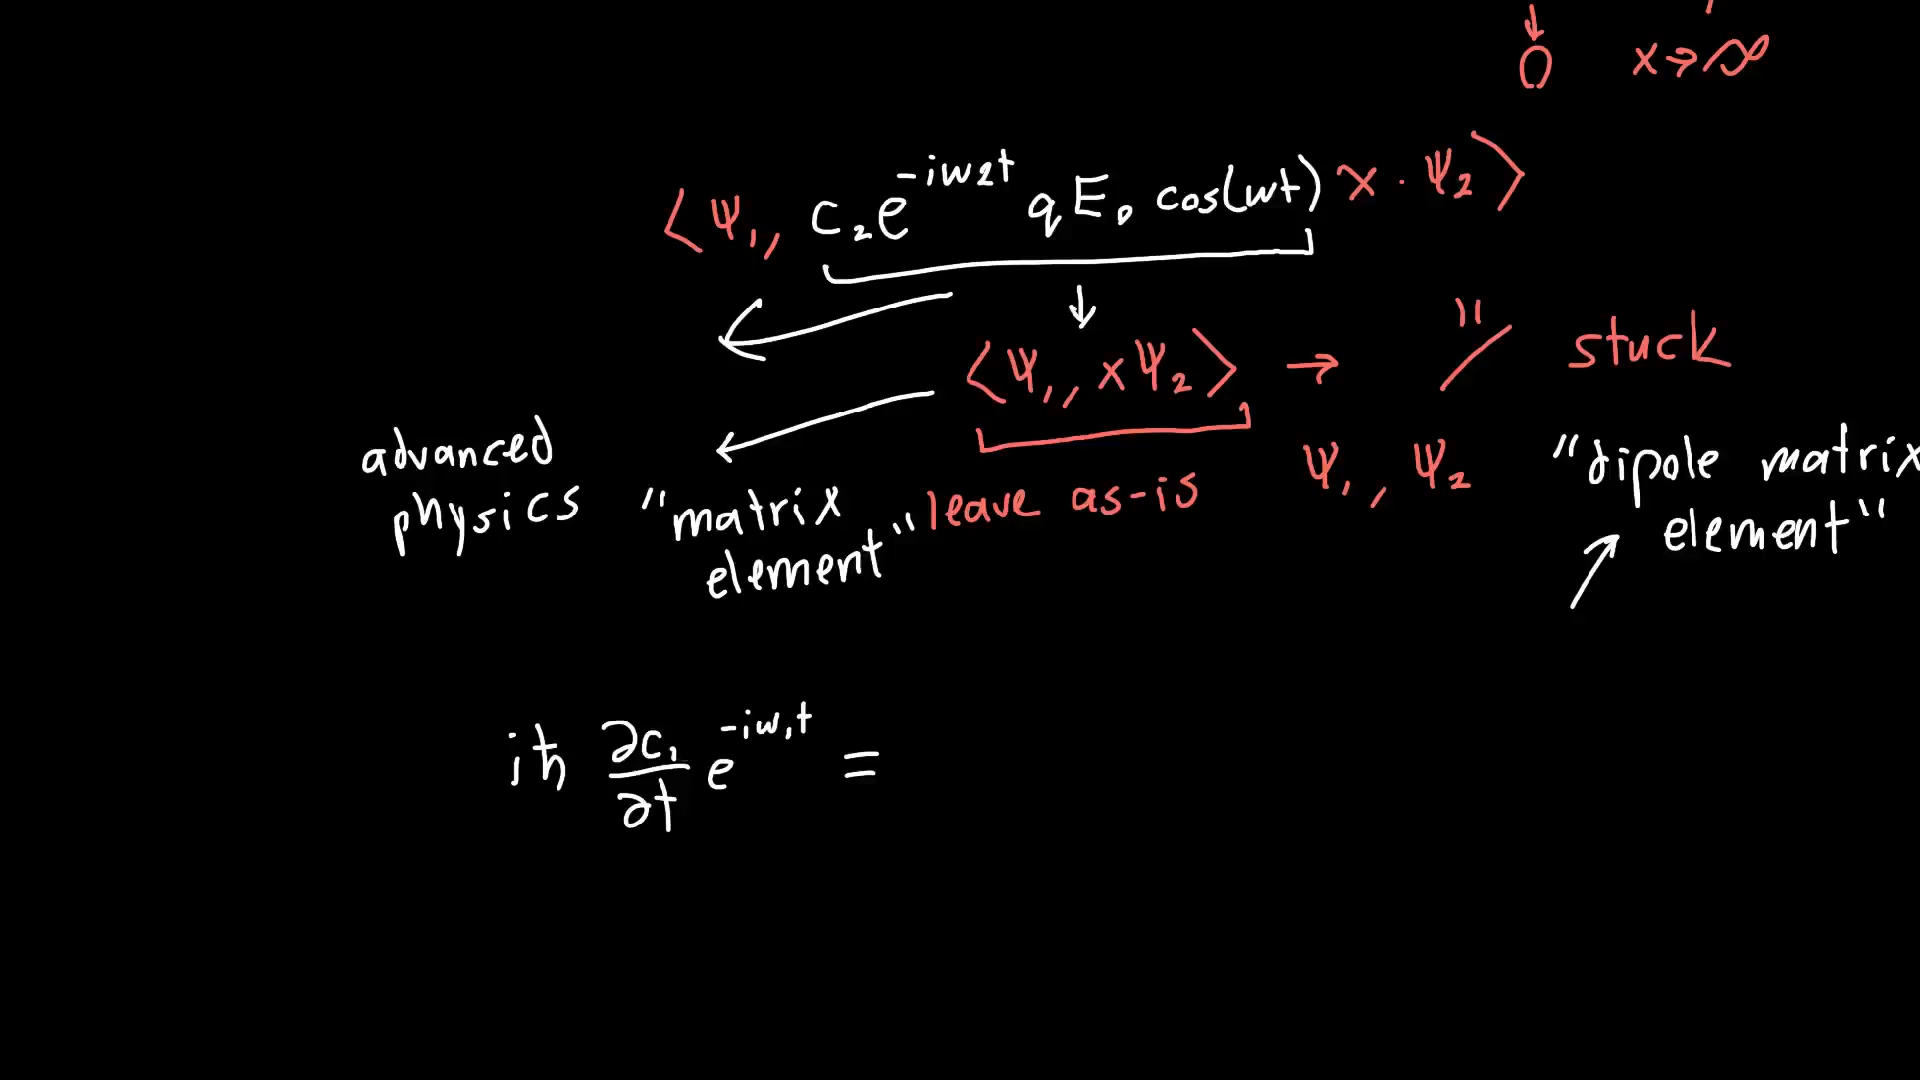 0 x→∞
⟨Ψ₁, c₂e^{-iw2t} qE₀ cos(wt) x · Ψ₂⟩
⟨Ψ₁, xΨ₂⟩ → " stuck
advanced physics
"matrix element"
leave as-is
Ψ₁, Ψ₂
"dipole matrix element"
iħ ∂c₁/∂t e^{-iw₁t} =